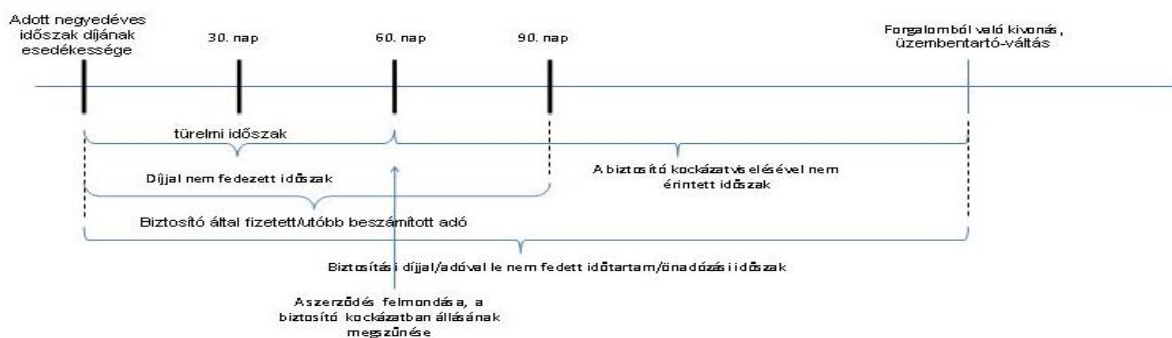 Adott negyedéves
időszak díjának
esedékessége
30. nap
60. nap
90. nap
Forgalomból való kivonás,
üzembentartó-váltás
türelmi időszak
Díjjal nem fedezett időszak
A biztosító kockázatviselésével nem
érintett időszak
Biztosító által fizetett/utóbb beszámított adó
Biztosítási díjjal/adóval le nem fedett időtartam/önadózási időszak
A szerződés felmondása, a
biztosító kockázatban állásának
megszűnése